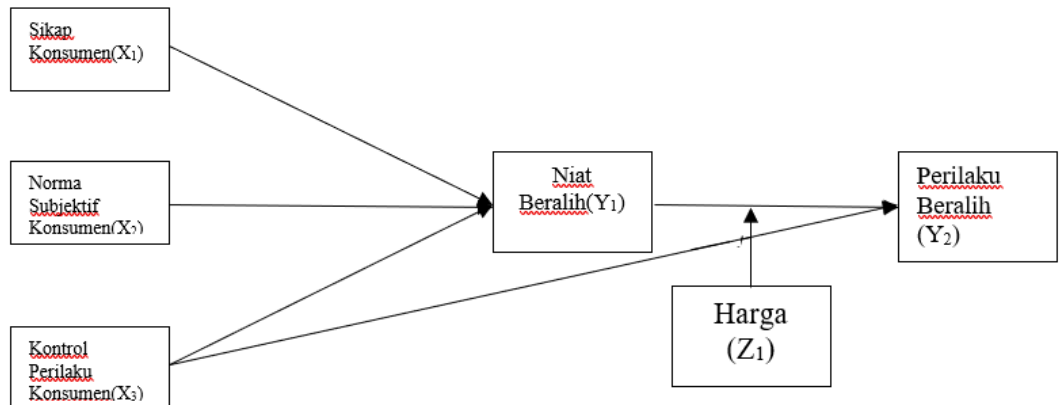 Sikap
Konsumen(X₁)
Norma
Subjektif
Konsumen(X₂)
Kontrol
Perilaku
Konsumen(X₃)
Niat
Beralih(Y₁)
Harga
(Z₁)
Perilaku
Beralih
(Y₂)